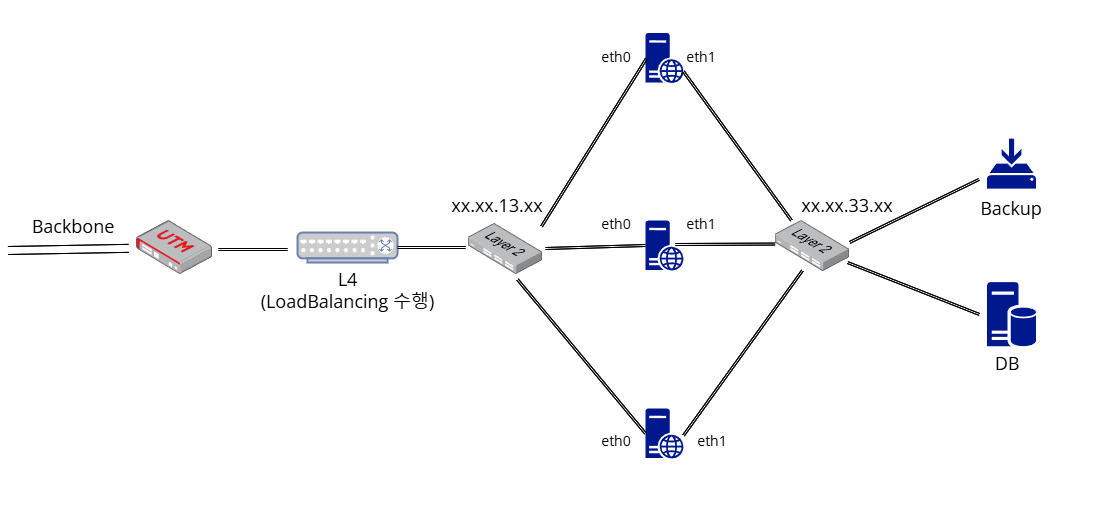 eth0
eth1
xx.xx.13.xx
xx.xx.33.xx
Backbone
UTM
L4
(LoadBalancing 수행)
Layer 2
eth0
eth1
Layer 2
Backup
DB
eth0
eth1